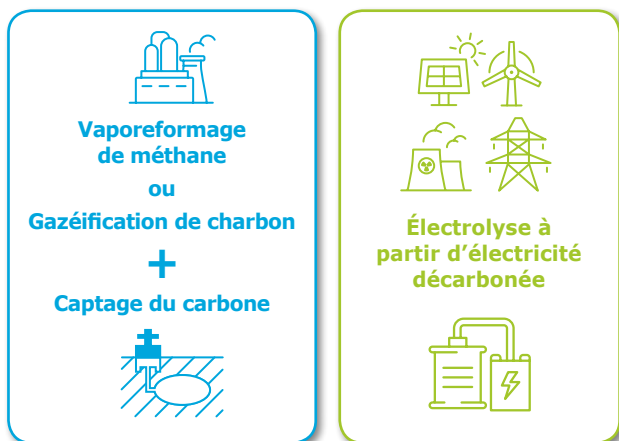 Vaporeformage
de méthane
ou
Gazéification de charbon
+
Captage du carbone
Électrolyse à
partir d'électricité
décarbonée